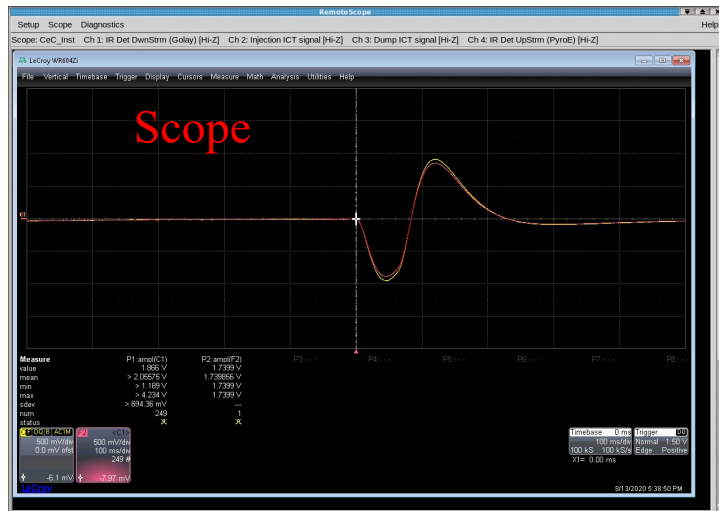 RemoteScope
Setup Scope Diagnostics Help
Scope: CeC_Inst Ch 1: IR Det DwnStrm (Golay) [Hi-Z] Ch 2: Injection ICT signal [Hi-Z] Ch 3: Dump ICT signal [Hi-Z] Ch 4: IR Det UpStrm (PyroE) [Hi-Z]
LeCroy WR604Zi
File Vertical Timebase Trigger Display Cursors Measure Math Analysis Utilities Help
Scope
Measure P1:ampl(C1) P2:ampl(F2) P3:- - - P4:- - - P5:- - - P6:- - - P7:- - - P8:- - -
value 1.866 V 1.7399 V
mean > 2.05575 V 1.739856 V
min > 1.189 V 1.7399 V
max > 4.234 V 1.7399 V
sdev > 694.36 mV ---
num 249 1
status
F2 <C1> Timebase 0 ms Trigger
500 mV/div 500 mV/div 100 ms/div Normal 1.50 V
0.0 mV ofst 100 ms/div 100 kS 100 kS/s Edge Positive
249 # X1= 0.00 ms
-6.1 mV -7.97 mV
LeCroy 8/13/2020 5:38:50 PM